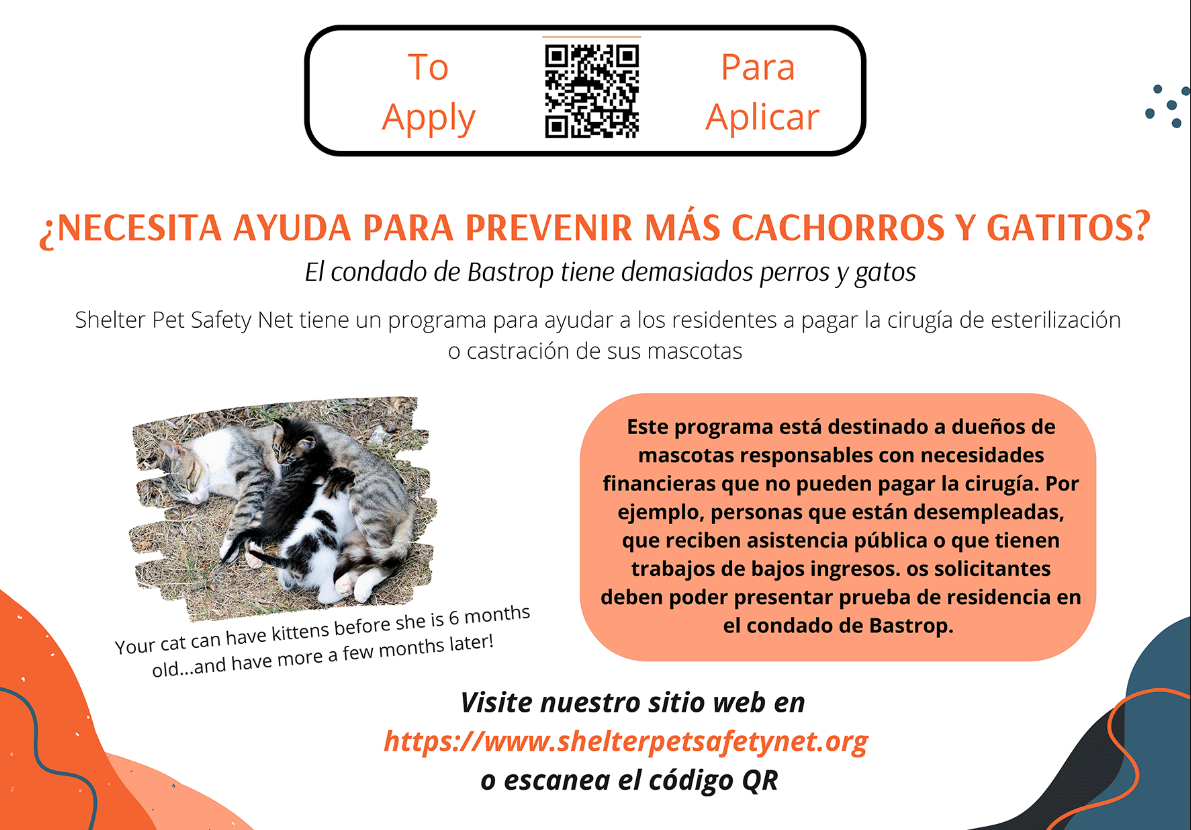 To
Apply
Para
Aplicar
¿NECESITA AYUDA PARA PREVENIR MÁS CACHORROS Y GATITOS?
El condado de Bastrop tiene demasiados perros y gatos
Shelter Pet Safety Net tiene un programa para ayudar a los residentes a pagar la cirugía de esterilización
o castración de sus mascotas
Your cat can have kittens before she is 6 months
old...and have more a few months later!
Este programa está destinado a dueños de
mascotas responsables con necesidades
financieras que no pueden pagar la cirugía. Por
ejemplo, personas que están desempleadas,
que reciben asistencia pública o que tienen
trabajos de bajos ingresos. os solicitantes
deben poder presentar prueba de residencia en
el condado de Bastrop.
Visite nuestro sitio web en
https://www.shelterpetsafetynet.org
o escanea el código QR